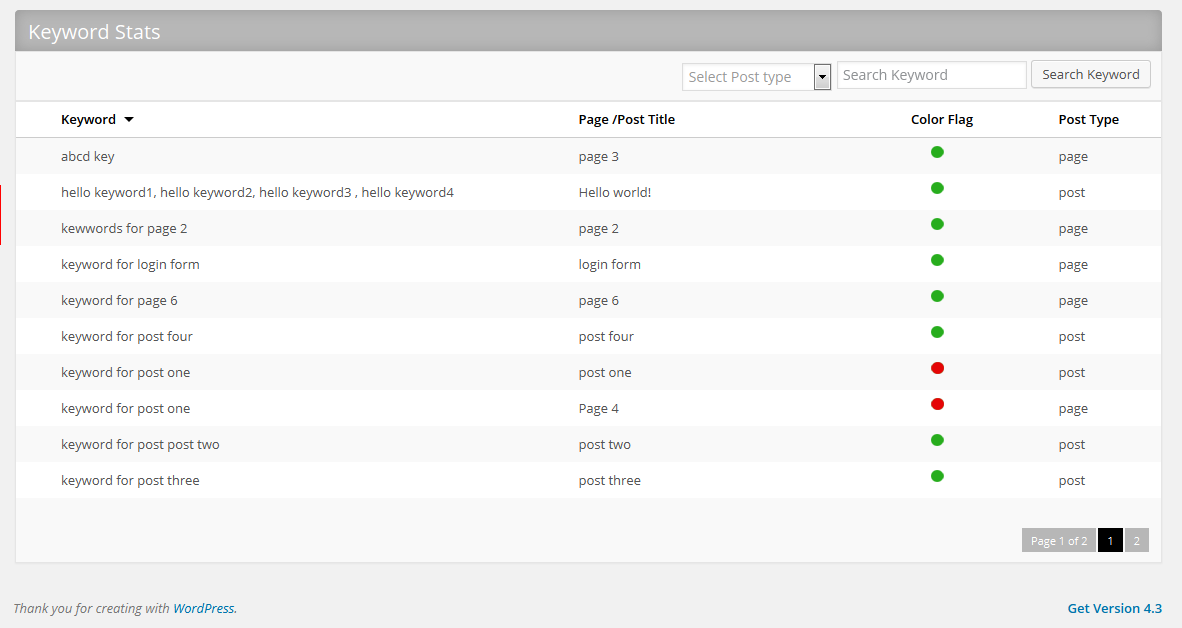 Keyword Stats
Select Post type Search Keyword Search Keyword
Keyword Page /Post Title Color Flag Post Type
abcd key page 3 page
hello keyword1, hello keyword2, hello keyword3 , hello keyword4 Hello world! post
kewwords for page 2 page 2 page
keyword for login form login form page
keyword for page 6 page 6 page
keyword for post four post four post
keyword for post one post one post
keyword for post one Page 4 page
keyword for post post two post two post
keyword for post three post three post
Page 1 of 2 1 2
Thank you for creating with WordPress. Get Version 4.3